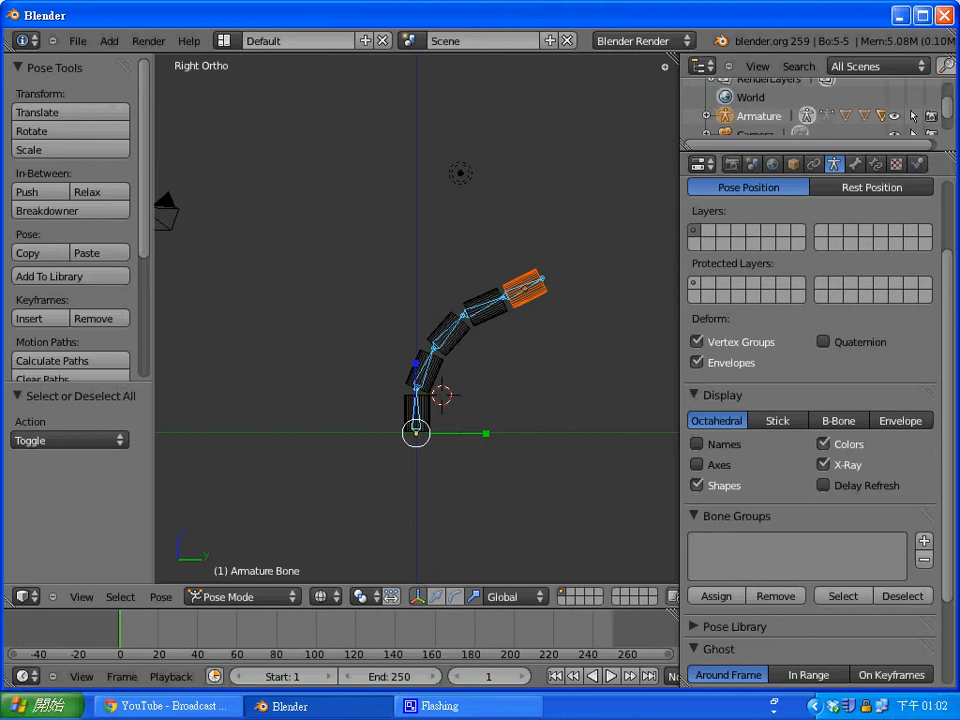 Blender
File Add Render Help Default Scene Blender Render blender.org 259 | Bo:5-5 | Mem:5.08M (0.10M
Pose Tools
Transform:
Translate
Rotate
Scale
In-Between:
Push Relax
Breakdowner
Pose:
Copy Paste
Add To Library
Keyframes:
Insert Remove
Motion Paths:
Calculate Paths
Clear Paths
Select or Deselect All
Action
Toggle
Right Ortho
z
y
(1) Armature Bone
View Select Pose Pose Mode Global
View Search All Scenes
RenderLayers
World
Armature
Camera
Pose Position Rest Position
Layers:
Protected Layers:
Deform:
Vertex Groups Quaternion
Envelopes
Display
Octahedral Stick B-Bone Envelope
Names Colors
Axes X-Ray
Shapes Delay Refresh
Bone Groups
Assign Remove Select Deselect
Pose Library
Ghost
Around Frame In Range On Keyframes
-40 -20 0 20 40 60 80 100 120 140 160 180 200 220 240 260
View Frame Playback Start: 1 End: 250 1 No
開始 YouTube - Broadcast ... Blender Flashing 下午 01:02